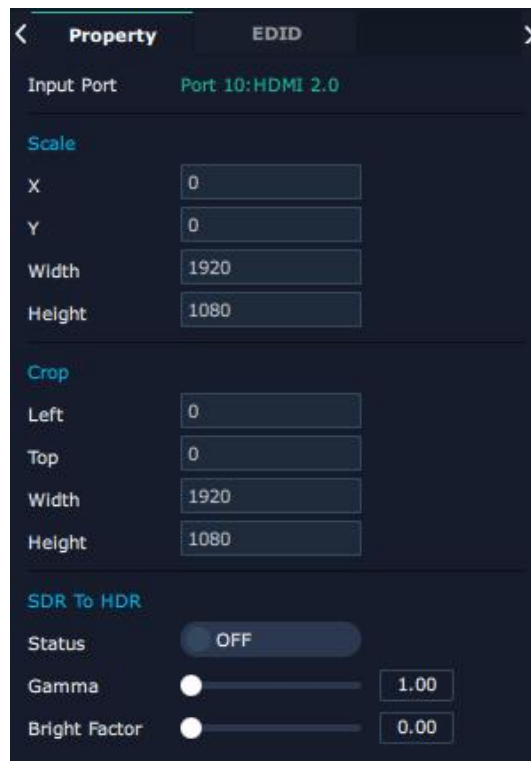 Property EDID
Input Port Port 10:HDMI 2.0
Scale
X 0
Y 0
Width 1920
Height 1080
Crop
Left 0
Top 0
Width 1920
Height 1080
SDR To HDR
Status OFF
Gamma 1.00
Bright Factor 0.00